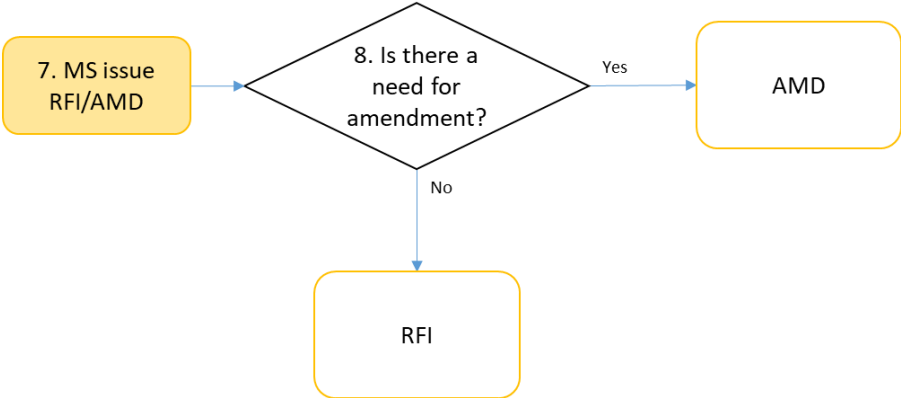 7. MS issue
RFI/AMD
8. Is there a
need for
amendment?
Yes
AMD
No
RFI